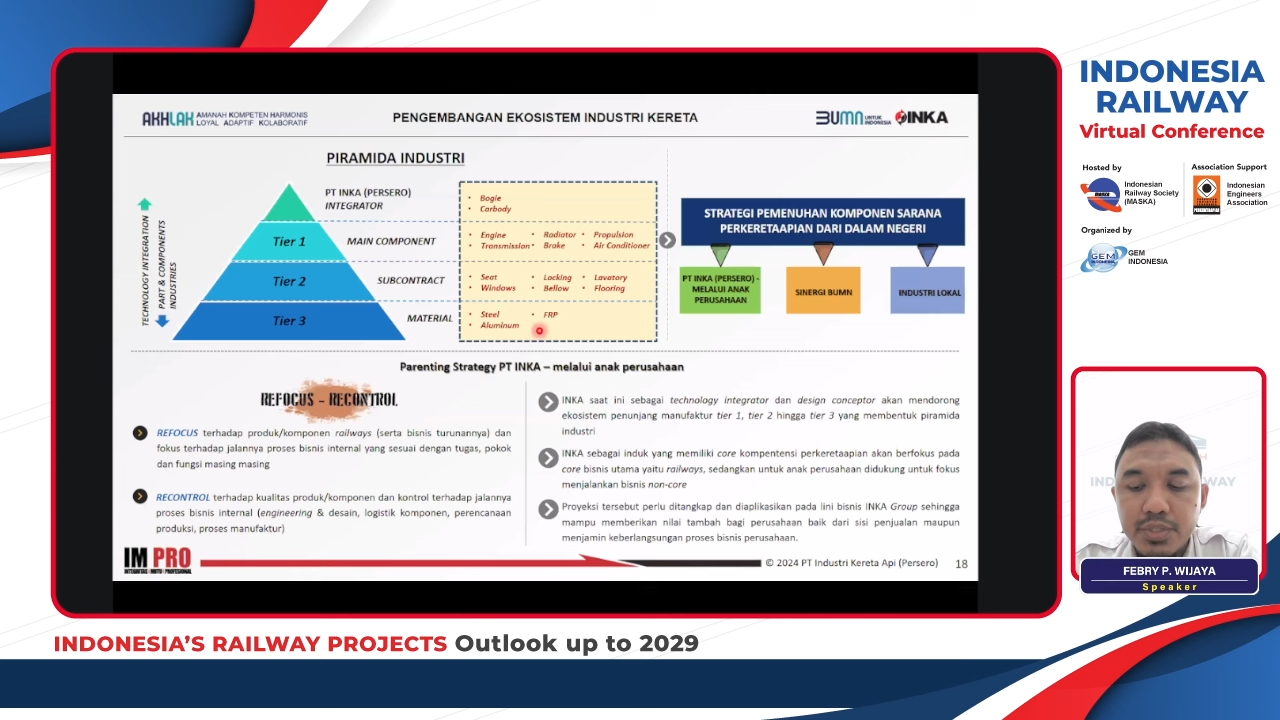 INDONESIA
RAILWAY
Virtual Conference
Hosted by
Indonesian
Railway Society
(MASKA)
MASKA
Association Support
Indonesian
Engineers
Association
Organized by
GEM
INDONESIA
GEM
INDONESIA
AKHLAK
AMANAH KOMPETEN HARMONIS
LOYAL ADAPTIF KOLABORATIF
PENGEMBANGAN EKOSISTEM INDUSTRI KERETA
BUMN UNTUK
INDONESIA
INKA
PIRAMIDA INDUSTRI
TECHNOLOGY INTEGRATION
PART & COMPONENTS
INDUSTRIES
PT INKA (PERSERO)
INTEGRATOR
• Bogie
• Carbody
Tier 1
MAIN COMPONENT
• Engine • Radiator • Propulsion
• Transmission • Brake • Air Conditioner
Tier 2
SUBCONTRACT
• Seat • Locking • Lavatory
• Windows • Bellow • Flooring
Tier 3
MATERIAL
• Steel • FRP
• Aluminum
STRATEGI PEMENUHAN KOMPONEN SARANA
PERKERETAAPIAN DARI DALAM NEGERI
PT INKA (PERSERO) -
MELALUI ANAK
PERUSAHAAN
SINERGI BUMN
INDUSTRI LOKAL
Parenting Strategy PT INKA – melalui anak perusahaan
REFOCUS – RECONTROL
REFOCUS terhadap produk/komponen railways (serta bisnis turunannya) dan
fokus terhadap jalannya proses bisnis internal yang sesuai dengan tugas, pokok
dan fungsi masing masing
RECONTROL terhadap kualitas produk/komponen dan kontrol terhadap jalannya
proses bisnis internal (engineering & desain, logistik komponen, perencanaan
produksi, proses manufaktur)
INKA saat ini sebagai technology integrator dan design conceptor akan mendorong
ekosistem penunjang manufaktur tier 1, tier 2 hingga tier 3 yang membentuk piramida
industri
INKA sebagai induk yang memiliki core kompentensi perkeretaapian akan berfokus pada
core bisnis utama yaitu railways, sedangkan untuk anak perusahaan didukung untuk fokus
menjalankan bisnis non-core
Proyeksi tersebut perlu ditangkap dan diaplikasikan pada lini bisnis INKA Group sehingga
mampu memberikan nilai tambah bagi perusahaan baik dari sisi penjualan maupun
menjamin keberlangsungan proses bisnis perusahaan.
IM PRO
© 2024 PT Industri Kereta Api (Persero) 18
FEBRY P. WIJAYA
Speaker
INDONESIA'S RAILWAY PROJECTS Outlook up to 2029